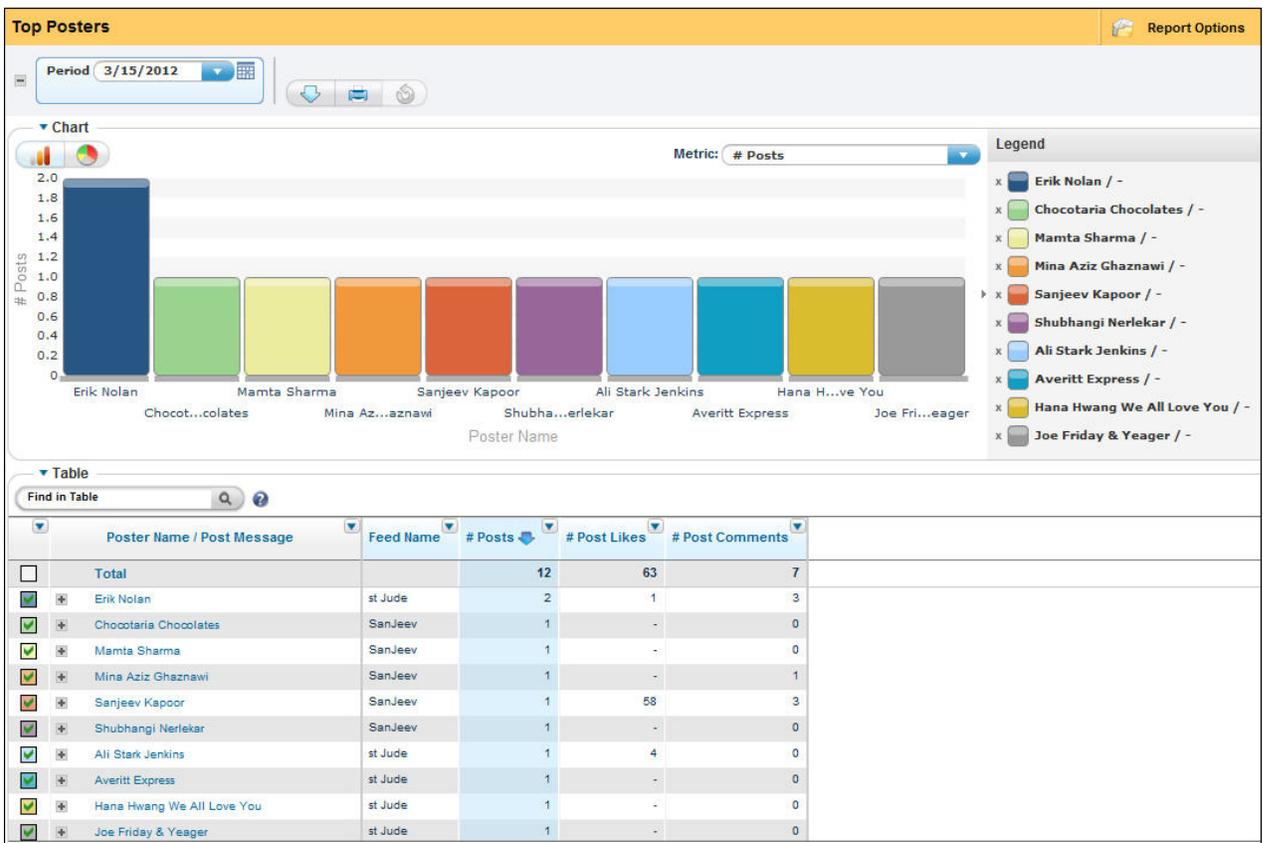 Top Posters
Report Options
Period 3/15/2012
Chart
Metric: # Posts
2.0
1.8
1.6
1.4
1.2
1.0
0.8
0.6
0.4
0.2
0
# Posts
Erik Nolan
Mamta Sharma
Sanjeev Kapoor
Ali Stark Jenkins
Hana H...ve You
Chocot...colates
Mina Az...aznawi
Shubha...erlekar
Averitt Express
Joe Fri...eager
Poster Name
Legend
x Erik Nolan / -
x Chocotaria Chocolates / -
x Mamta Sharma / -
x Mina Aziz Ghaznawi / -
x Sanjeev Kapoor / -
x Shubhangi Nerlekar / -
x Ali Stark Jenkins / -
x Averitt Express / -
x Hana Hwang We All Love You / -
x Joe Friday & Yeager / -
Table
Find in Table
?
Poster Name / Post Message Feed Name # Posts # Post Likes # Post Comments
Total 12 63 7
Erik Nolan st Jude 2 1 3
Chocotaria Chocolates SanJeev 1 - 0
Mamta Sharma SanJeev 1 - 0
Mina Aziz Ghaznawi SanJeev 1 - 1
Sanjeev Kapoor SanJeev 1 58 3
Shubhangi Nerlekar SanJeev 1 - 0
Ali Stark Jenkins st Jude 1 4 0
Averitt Express st Jude 1 - 0
Hana Hwang We All Love You st Jude 1 - 0
Joe Friday & Yeager st Jude 1 - 0